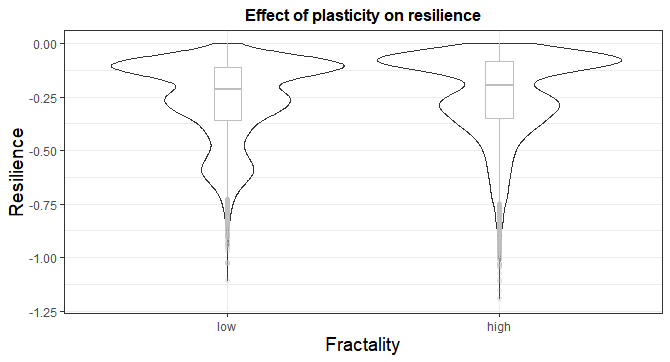 Effect of plasticity on resilience
0.00
-0.25
-0.50
-0.75
-1.00
-1.25
Resilience
low
high
Fractality